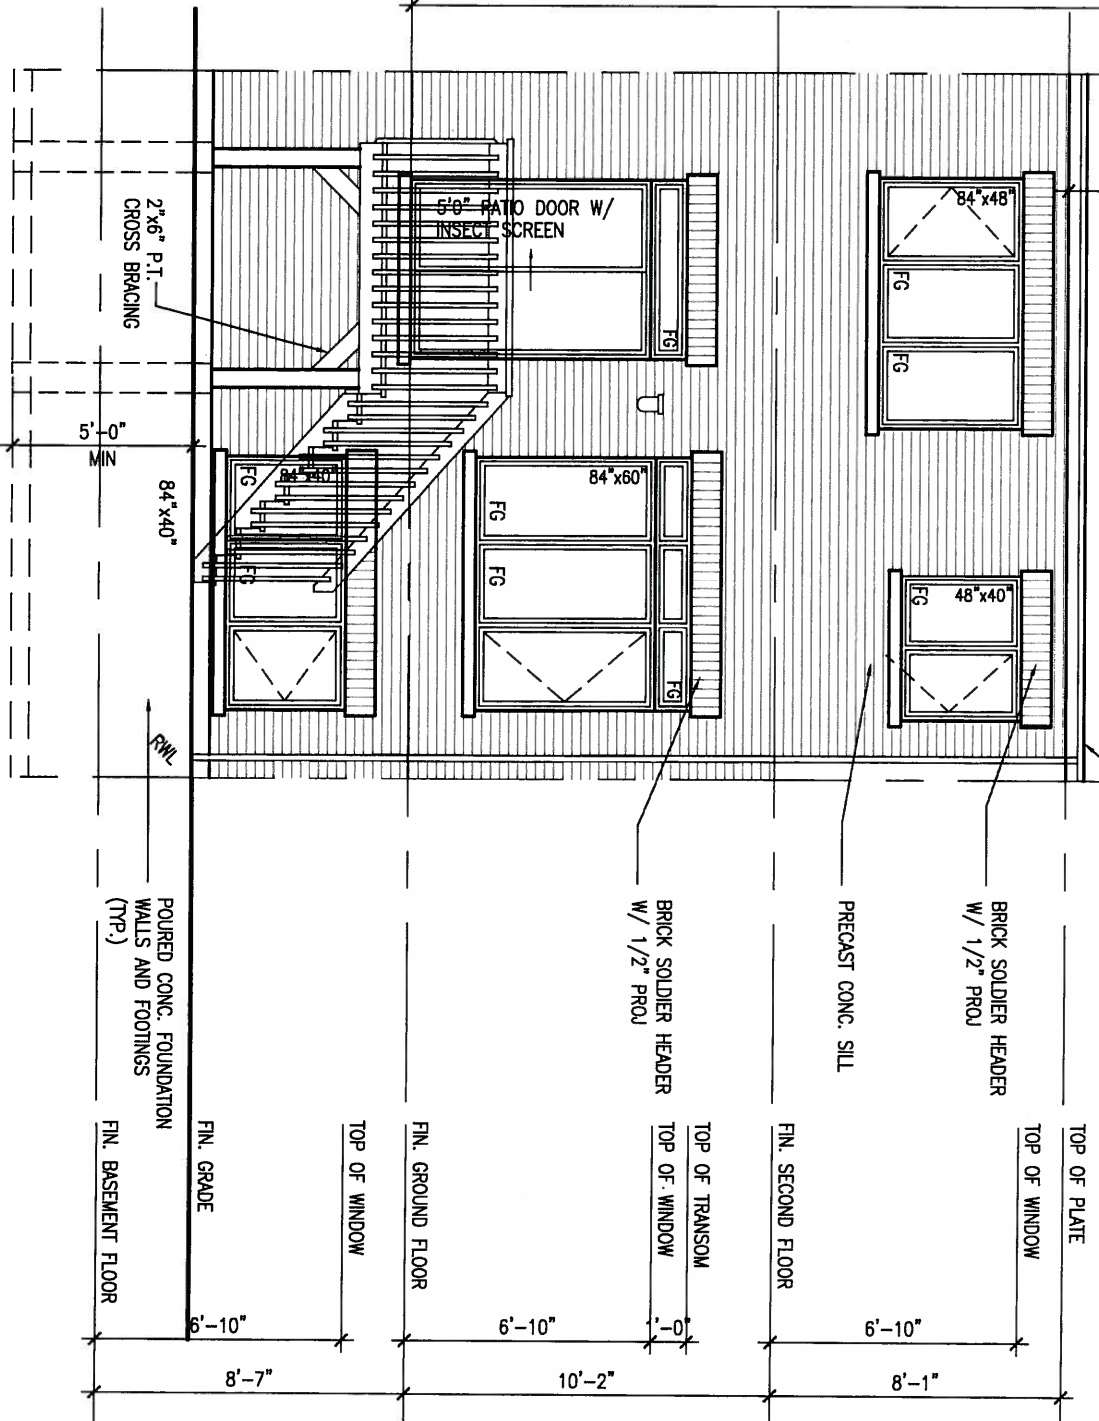 84"x48"
FG
FG
5'0" PATIO DOOR W/
INSECT SCREEN
FG
2"x6" P.T.
CROSS BRACING
5'-0"
MIN
84"x40"
84"x40"
FG
FG
84"x60"
FG
FG
FG
48"x40"
FG
RWL
BRICK SOLDIER HEADER
W/ 1/2" PROJ
PRECAST CONC. SILL
BRICK SOLDIER HEADER
W/ 1/2" PROJ
POURED CONC. FOUNDATION
WALLS AND FOOTINGS
(TYP.)
TOP OF PLATE
TOP OF WINDOW
FIN. SECOND FLOOR
TOP OF TRANSOM
TOP OF WINDOW
FIN. GROUND FLOOR
TOP OF WINDOW
FIN. GRADE
FIN. BASEMENT FLOOR
6'-10"
6'-10"
'-0"
6'-10"
8'-7"
10'-2"
8'-1"